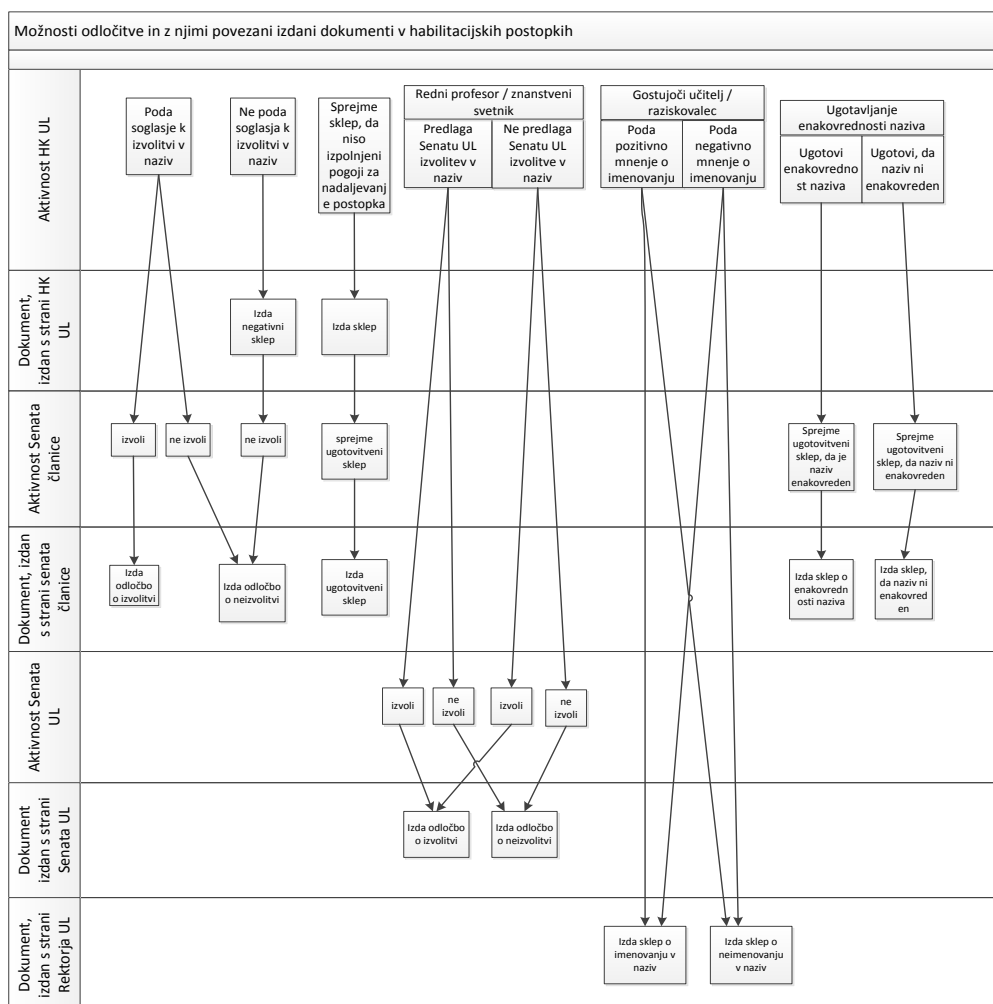 Možnosti odločitve in z njimi povezani izdani dokumenti v habilitacijskih postopkih
Aktivnost HK UL
Poda
soglasje k
izvolitvi v
naziv
Ne poda
soglasja k
izvolitvi v
naziv
Sprejme
sklep, da
niso
izpolnjeni
pogoji za
nadaljevanj
e postopka
Redni profesor / znanstveni
svetnik
Predlaga
Senatu UL
izvolitev v
naziv
Ne predlaga
Senatu UL
izvolitve v
naziv
Gostujoči učitelj /
raziskovalec
Poda
pozitivno
mnenje o
imenovanju
Poda
negativno
mnenje o
imenovanju
Ugotavljanje
enakovrednosti naziva
Ugotovi
enakovredno
st naziva
Ugotovi, da
naziv ni
enakovreden
Dokument,
izdan s strani HK
UL
Izda
negativni
sklep
Izda sklep
Aktivnost Senata
članice
izvoli
ne izvoli
ne izvoli
sprejme
ugotovitveni
sklep
Sprejme
ugotovitveni
sklep, da je
naziv
enakovreden
Sprejme
ugotovitveni
sklep, da naziv ni
enakovreden
Dokument, izdan
s strani senata
članice
Izda
odločbo
o izvolitvi
Izda odločbo
o neizvolitvi
Izda
ugotovitveni
sklep
Izda sklep o
enakovredn
osti naziva
Izda sklep,
da naziv ni
enakovred
en
Aktivnost Senata
UL
izvoli
ne
izvoli
izvoli
ne
izvoli
Dokument
izdan s strani
Senata UL
Izda odločbo
o izvolitvi
Izda odločbo
o neizvolitvi
Dokument,
izdan s strani
Rektorja UL
Izda sklep o
imenovanju v
naziv
Izda sklep o
neimenovanju
v naziv